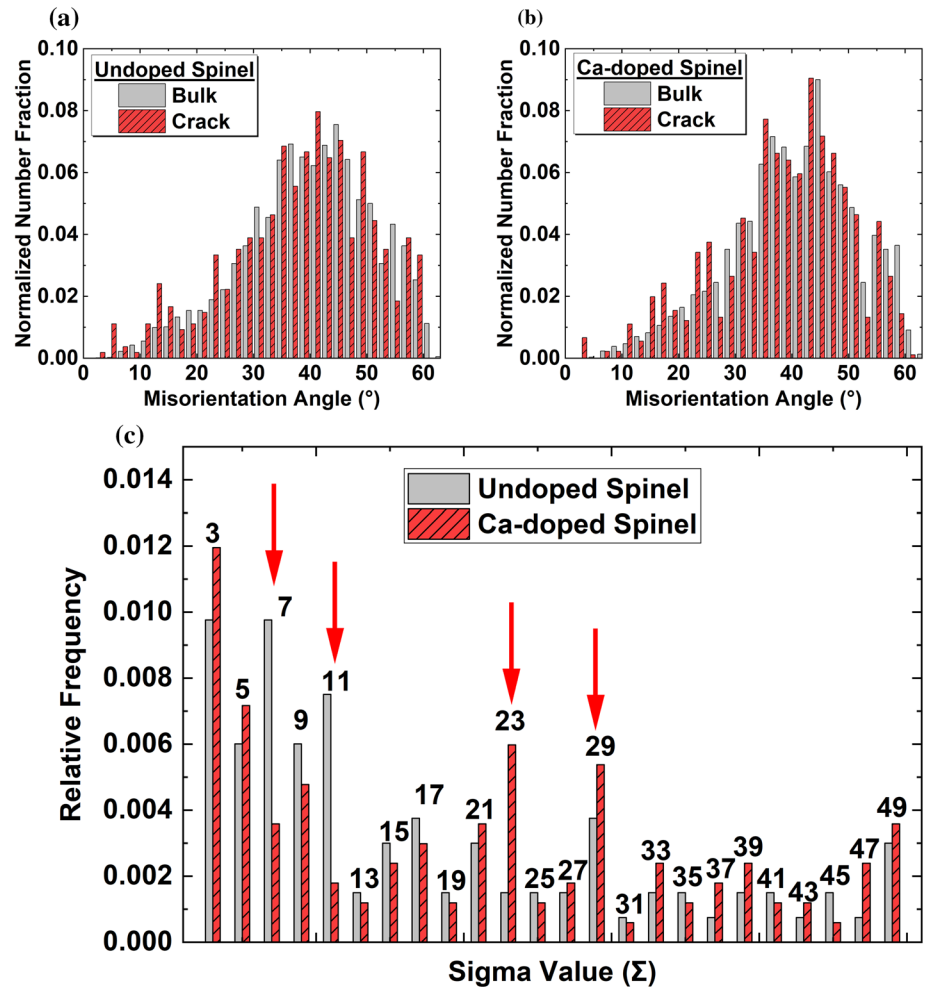 (a)
0.10
0.08
0.06
0.04
0.02
0.00
Normalized Number Fraction
Undoped Spinel
Bulk
Crack
0 10 20 30 40 50 60
Misorientation Angle (°)
(b)
0.10
0.08
0.06
0.04
0.02
0.00
Normalized Number Fraction
Ca-doped Spinel
Bulk
Crack
0 10 20 30 40 50 60
Misorientation Angle (°)
(c)
0.014
0.012
0.010
0.008
0.006
0.004
0.002
0.000
Relative Frequency
Undoped Spinel
Ca-doped Spinel
3
5
7
9
11
13
15
17
19
21
23
25
27
29
31
33
35
37
39
41
43
45
47
49
Sigma Value (Σ)